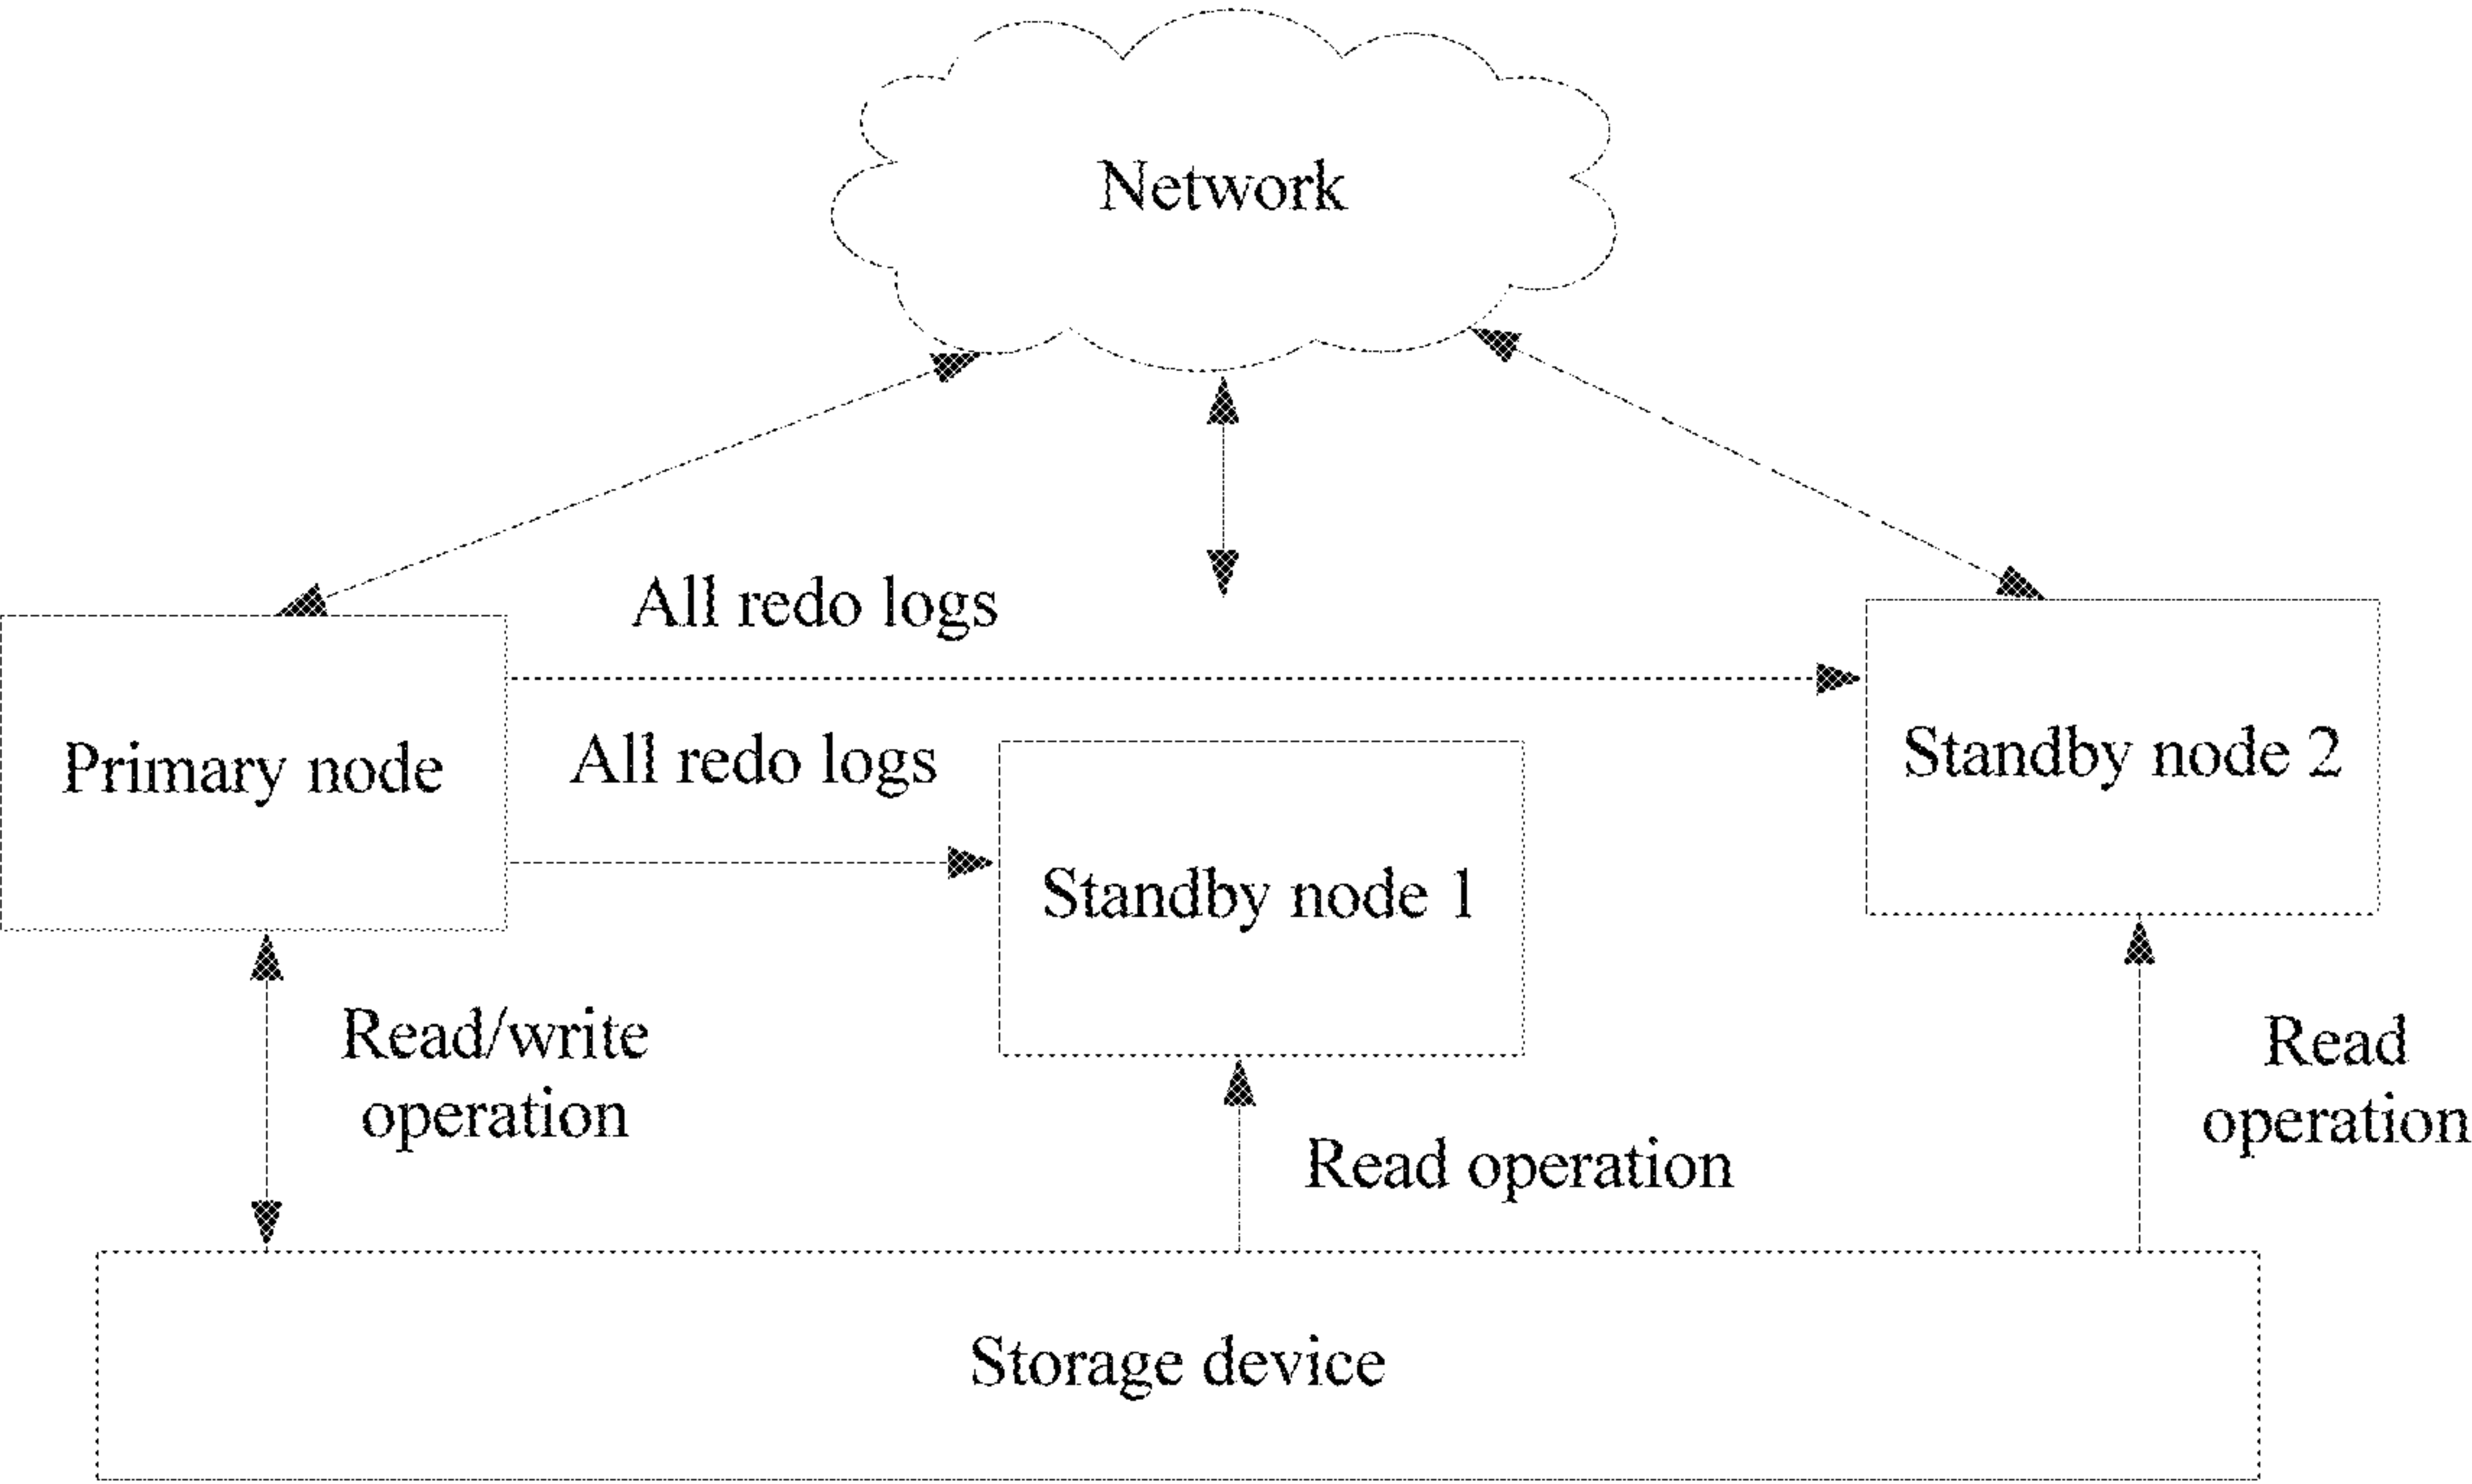 Network
All redo logs
Primary node
All redo logs
Standby node 2
Standby node 1
Read/write
operation
Read
operation
Read operation
Storage device